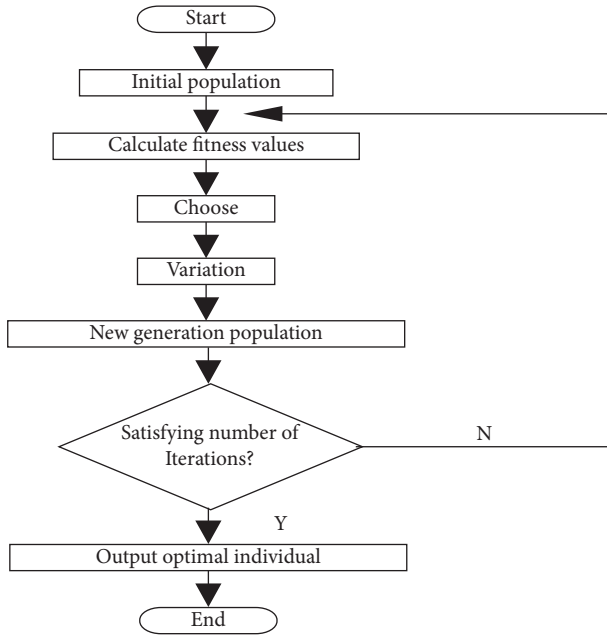 Start
Initial population
Calculate fitness values
Choose
Variation
New generation population
Satisfying number of
Iterations?
N
Y
Output optimal individual
End